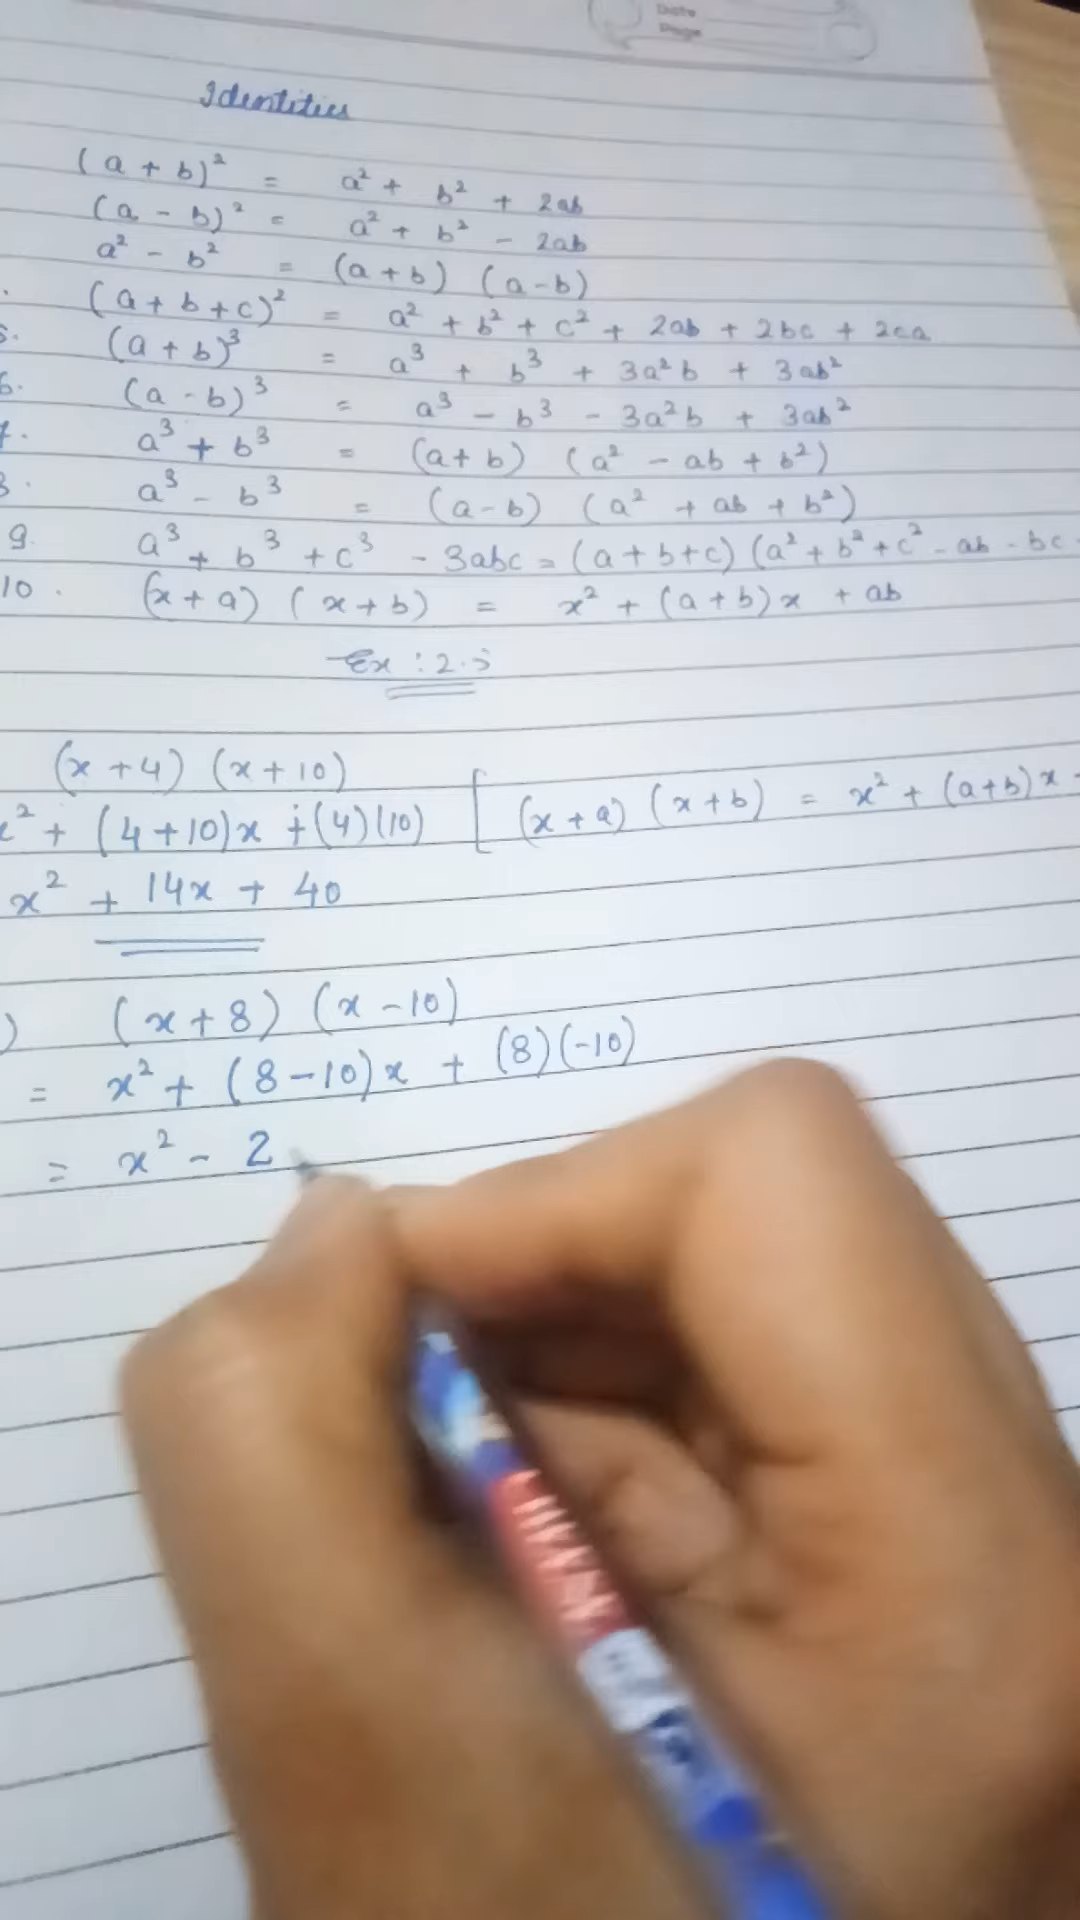 Date
Page
Identities
(a + b)² = a² + b² + 2ab
(a - b)² = a² + b² - 2ab
a² - b² = (a + b) (a - b)
(a + b + c)² = a² + b² + c² + 2ab + 2bc + 2ca
5. (a + b)³ = a³ + b³ + 3a²b + 3ab²
6. (a - b)³ = a³ - b³ - 3a²b + 3ab²
7. a³ + b³ = (a + b) (a² - ab + b²)
8. a³ - b³ = (a - b) (a² + ab + b²)
9. a³ + b³ + c³ - 3abc = (a + b + c) (a² + b² + c² - ab - bc -
10. (x + a) (x + b) = x² + (a + b) x + ab
Ex : 2.5
(x + 4) (x + 10)
x² + (4 + 10)x + (4)(10) [ (x + a) (x + b) = x² + (a + b) x +
x² + 14x + 40
) (x + 8) (x - 10)
= x² + (8 - 10)x + (8)(-10)
= x² - 2